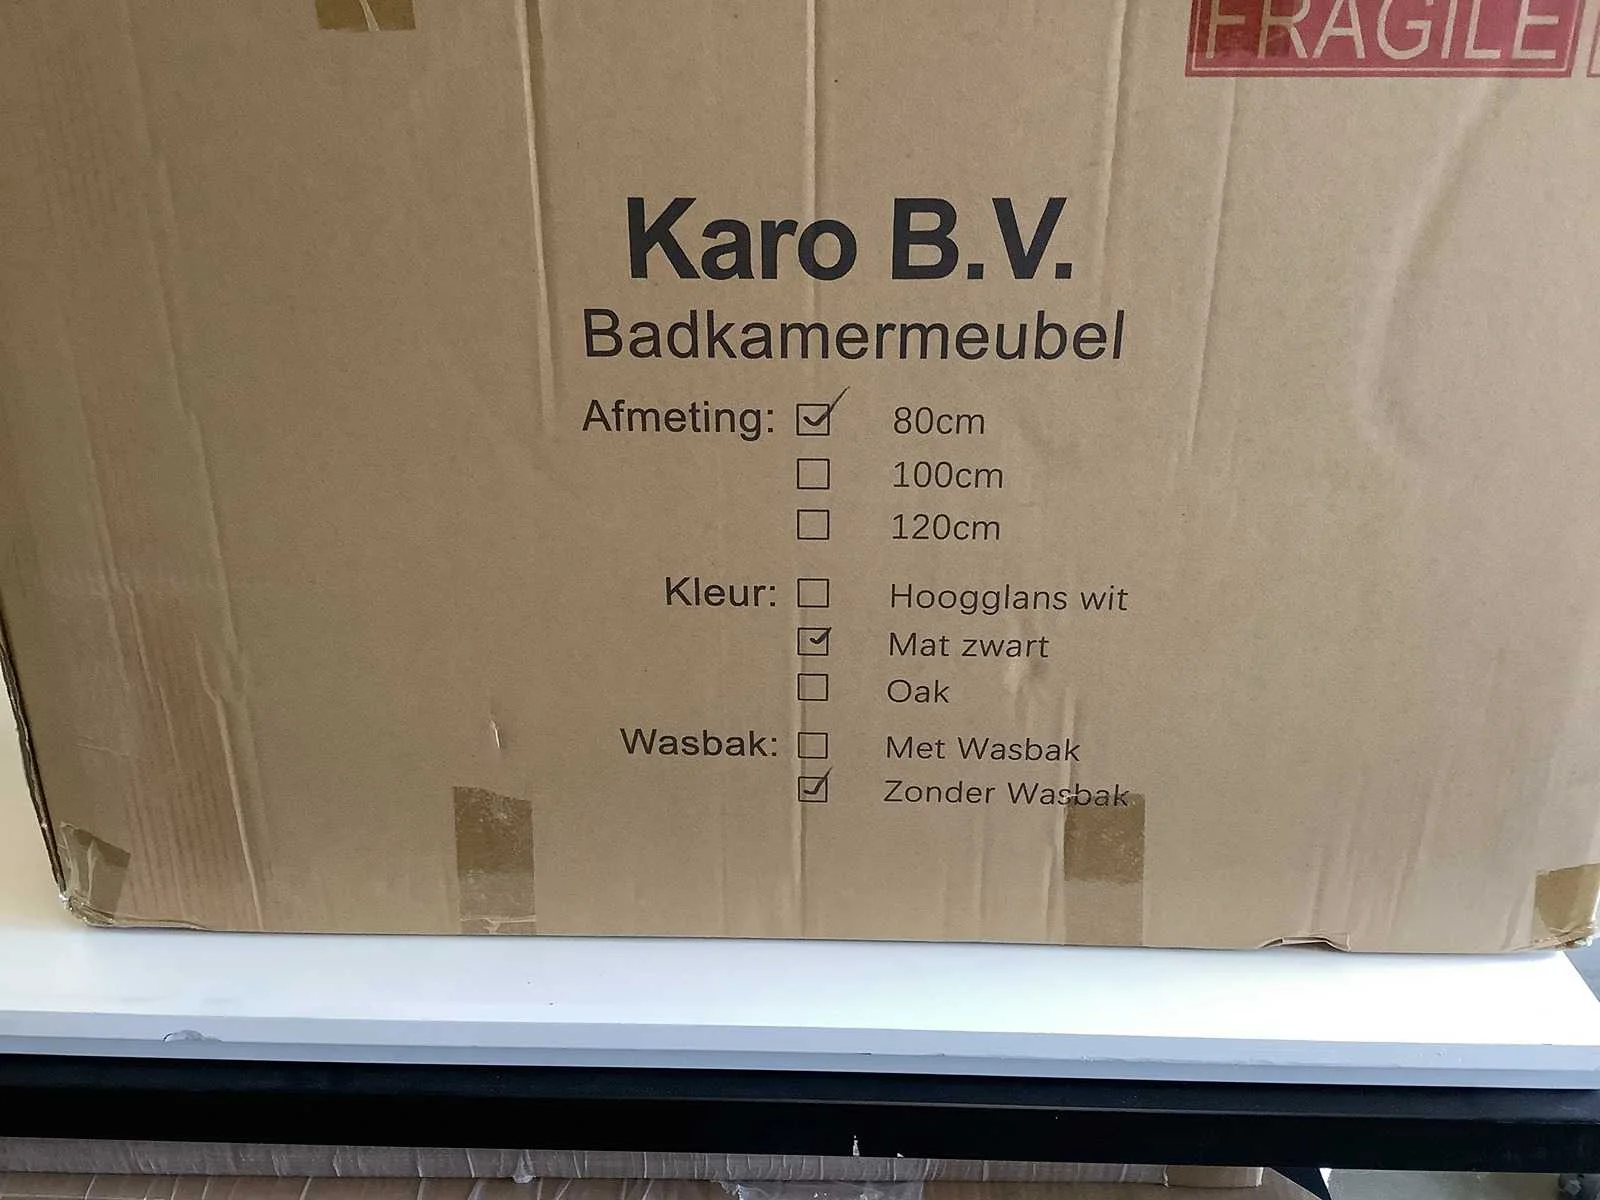 FRAGILE
Karo B.V.
Badkamermeubel
Afmeting: ☑ 80cm
☐ 100cm
☐ 120cm
Kleur: ☐ Hoogglans wit
☑ Mat zwart
☐ Oak
Wasbak: ☐ Met Wasbak
☑ Zonder Wasbak